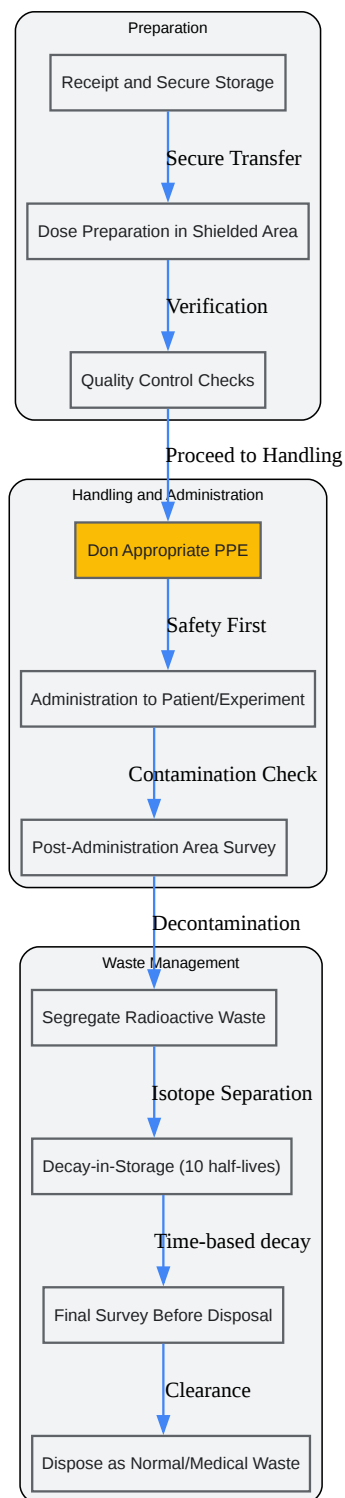 Preparation
Receipt and Secure Storage
Secure Transfer
Dose Preparation in Shielded Area
Verification
Quality Control Checks
Proceed to Handling
Handling and Administration
Don Appropriate PPE
Safety First
Administration to Patient/Experiment
Contamination Check
Post-Administration Area Survey
Decontamination
Waste Management
Segregate Radioactive Waste
Isotope Separation
Decay-in-Storage (10 half-lives)
Time-based decay
Final Survey Before Disposal
Clearance
Dispose as Normal/Medical Waste